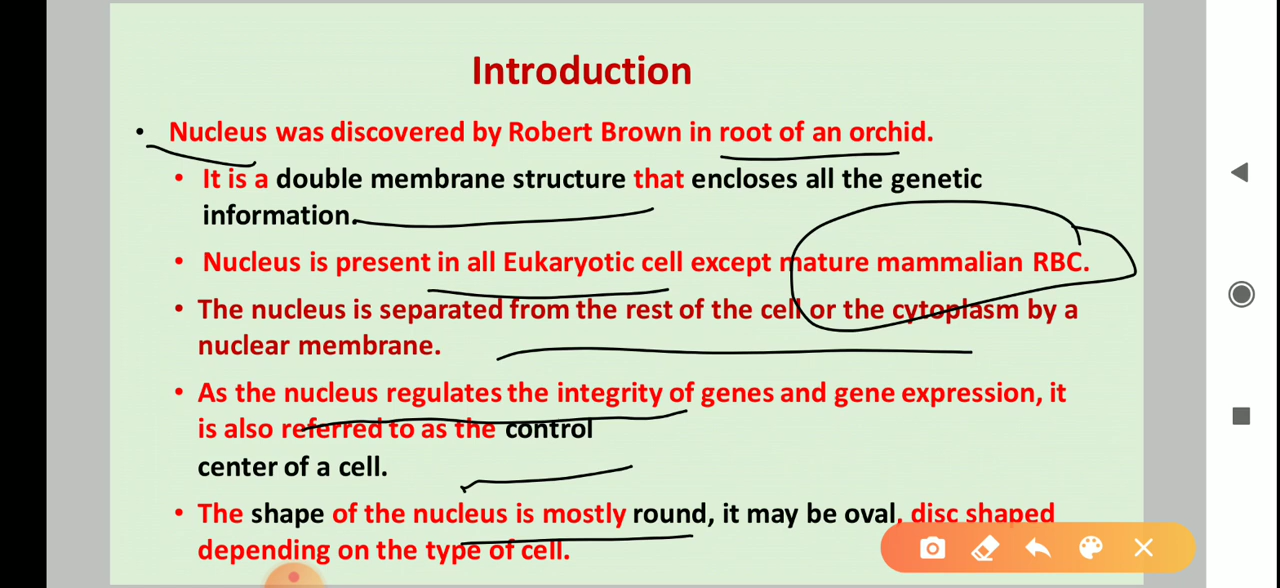 Introduction
• Nucleus was discovered by Robert Brown in root of an orchid.
• It is a double membrane structure that encloses all the genetic
information.
• Nucleus is present in all Eukaryotic cell except mature mammalian RBC.
• The nucleus is separated from the rest of the cell or the cytoplasm by a
nuclear membrane.
• As the nucleus regulates the integrity of genes and gene expression, it
is also referred to as the control
center of a cell.
• The shape of the nucleus is mostly round, it may be oval, disc shaped
depending on the type of cell.